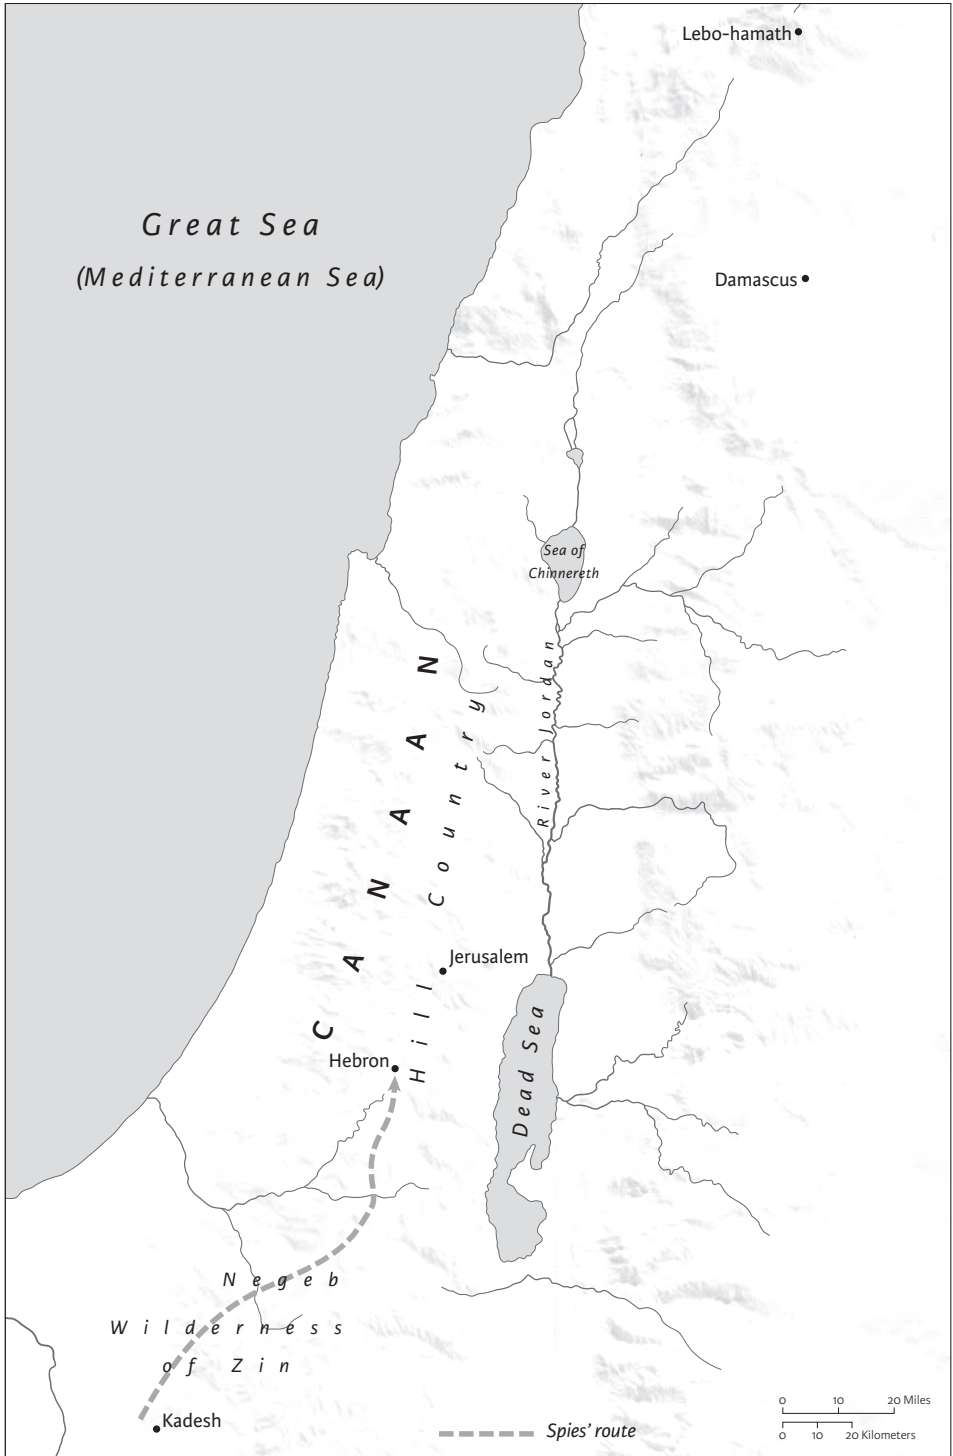 Lebo-hamath
Great Sea
(Mediterranean Sea)
Damascus
Sea of
Chinnereth
River Jordan
CANAAN
Hill Country
Jerusalem
Hebron
Dead Sea
Negeb
Wilderness
of Zin
Kadesh
Spies’ route
0 10 20 Miles
0 10 20 Kilometers